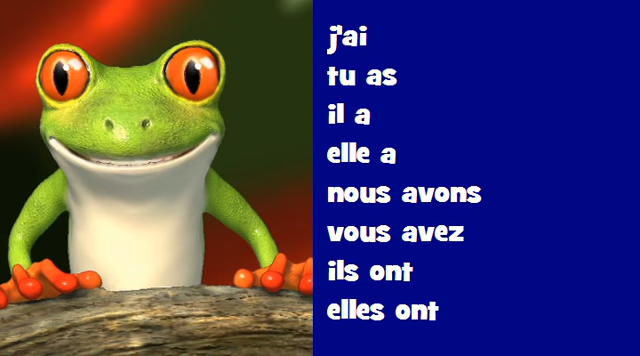 j'ai
tu as
il a
elle a
nous avons
vous avez
ils ont
elles ont